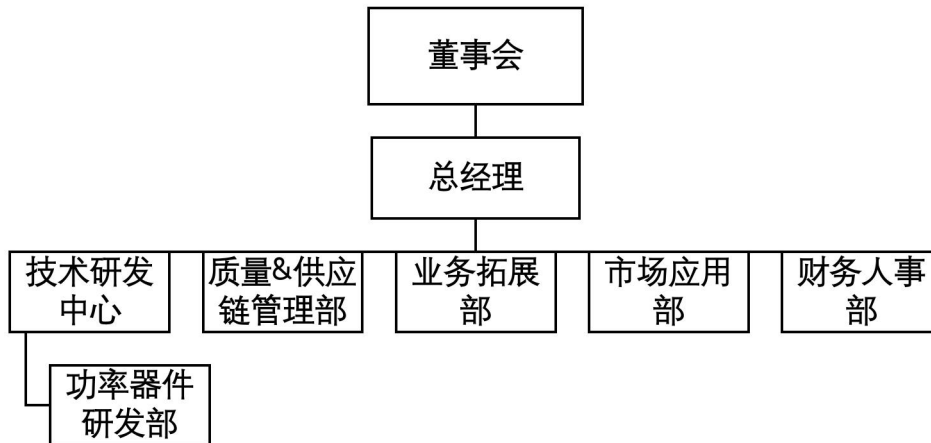 董事会
总经理
技术研发
中心
质量&供应
链管理部
业务拓展
部
市场应用
部
财务人事
部
功率器件
研发部